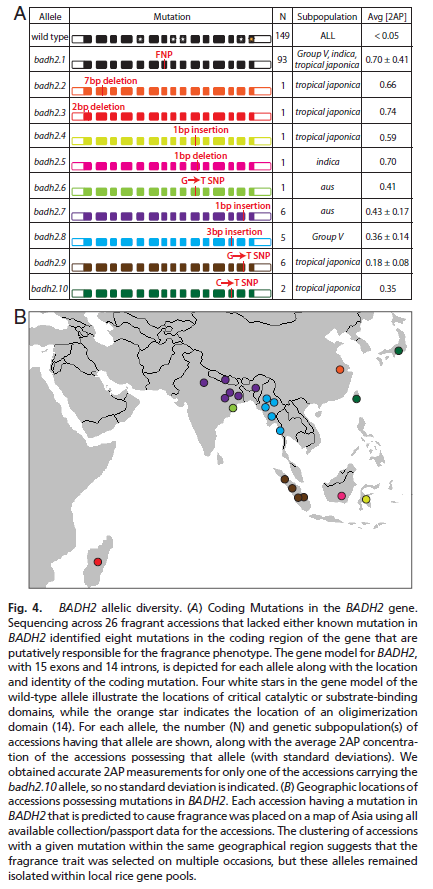 A
Allele Mutation N Subpopulation Avg [2AP]
wild type 149 ALL < 0.05
badh2.1 FNP 93 Group V, indica, tropical japonica 0.70 ± 0.41
badh2.2 7bp deletion 1 tropical japonica 0.66
badh2.3 2bp deletion 1 tropical japonica 0.74
badh2.4 1bp insertion 1 tropical japonica 0.59
badh2.5 1bp deletion 1 indica 0.70
badh2.6 G→T SNP 1 aus 0.41
badh2.7 1bp insertion 6 aus 0.43 ± 0.17
badh2.8 3bp insertion 5 Group V 0.36 ± 0.14
badh2.9 G→T SNP 6 tropical japonica 0.18 ± 0.08
badh2.10 C→T SNP 2 tropical japonica 0.35
B
Fig. 4. BADH2 allelic diversity. (A) Coding Mutations in the BADH2 gene.
Sequencing across 26 fragrant accessions that lacked either known mutation in
BADH2 identified eight mutations in the coding region of the gene that are
putatively responsible for the fragrance phenotype. The gene model for BADH2,
with 15 exons and 14 introns, is depicted for each allele along with the location
and identity of the coding mutation. Four white stars in the gene model of the
wild-type allele illustrate the locations of critical catalytic or substrate-binding
domains, while the orange star indicates the location of an oligimerization
domain (14). For each allele, the number (N) and genetic subpopulation(s) of
accessions having that allele are shown, along with the average 2AP concentra-
tion of the accessions possessing that allele (with standard deviations). We
obtained accurate 2AP measurements for only one of the accessions carrying the
badh.10 allele, so no standard deviation is indicated. (B) Geographic locations of
accessions possessing mutations in BADH2. Each accession having a mutation in
BADH2 that is predicted to cause fragrance was placed on a map of Asia using all
available collection/passport data for the accessions. The clustering of accessions
with a given mutation within the same geographical region suggests that the
fragrance trait was selected on multiple occasions, but these alleles remained
isolated within local rice gene pools.